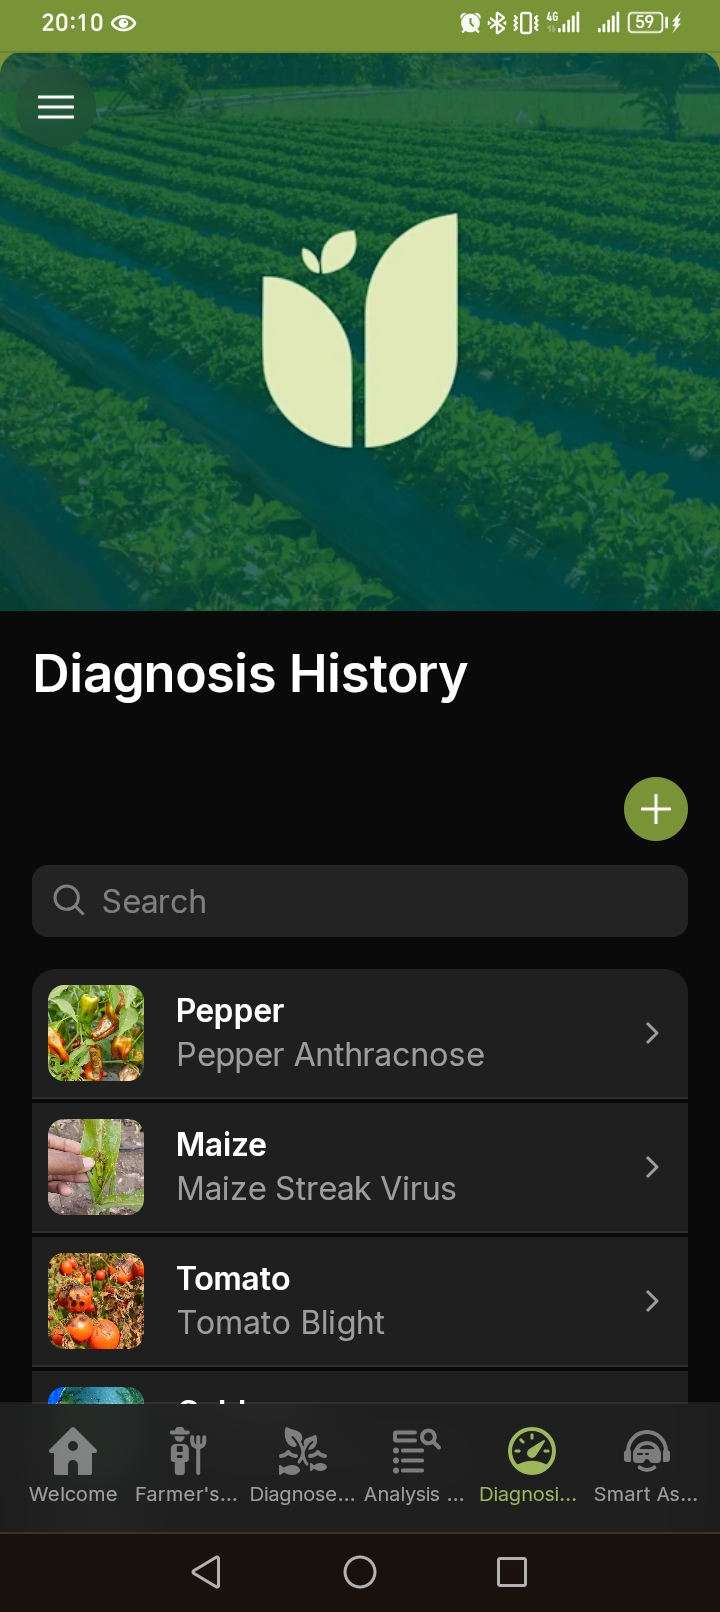 20:10
4G
59
Diagnosis History
Search
Pepper
Pepper Anthracnose
Maize
Maize Streak Virus
Tomato
Tomato Blight
Welcome
Farmer's...
Diagnose...
Analysis ...
Diagnosi...
Smart As...